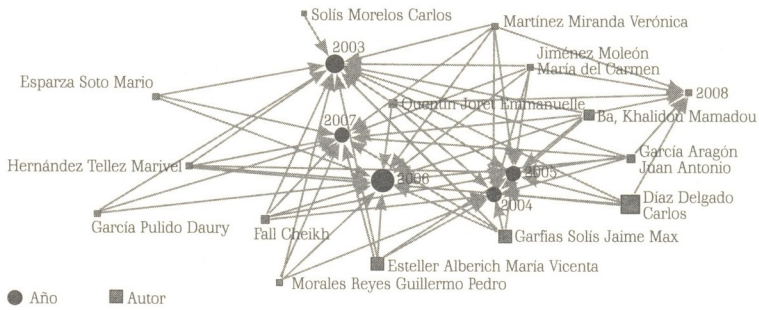 Solís Morelos Carlos
Martínez Miranda Verónica
2003
Jiménez Moleón
María del Carmen
Esparza Soto Mario
2008
Quentin Joret Emmanuelle
Ba, Khalidou Mamadou
2007
García Aragón
Juan Antonio
Hernández Tellez Marivel
2006
2005
Díaz Delgado
Carlos
2004
García Pulido Daury
Fall Cheikh
Garfias Solís Jaime Max
Esteller Alberich María Vicenta
Morales Reyes Guillermo Pedro
Año
Autor